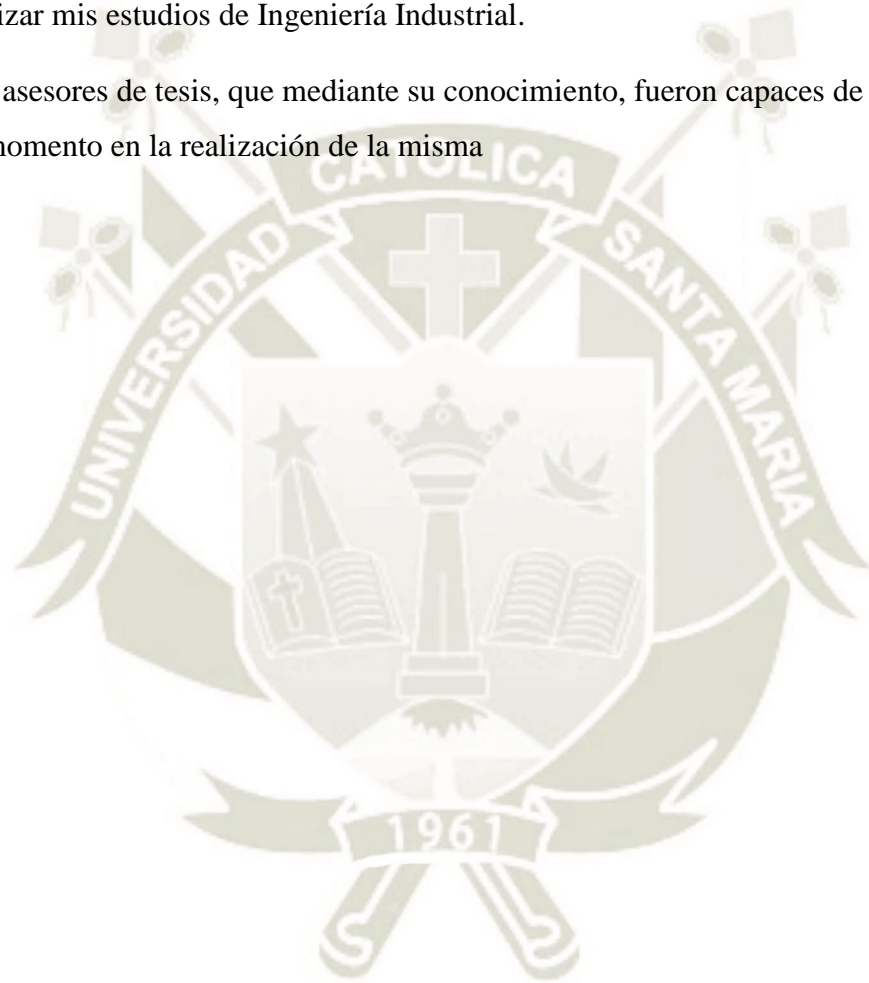 izar mis estudios de Ingeniería Industrial.
asesores de tesis, que mediante su conocimiento, fueron capaces de
momento en la realización de la misma
UNIVERSIDAD CATOLICA SANTA MARIA
1961